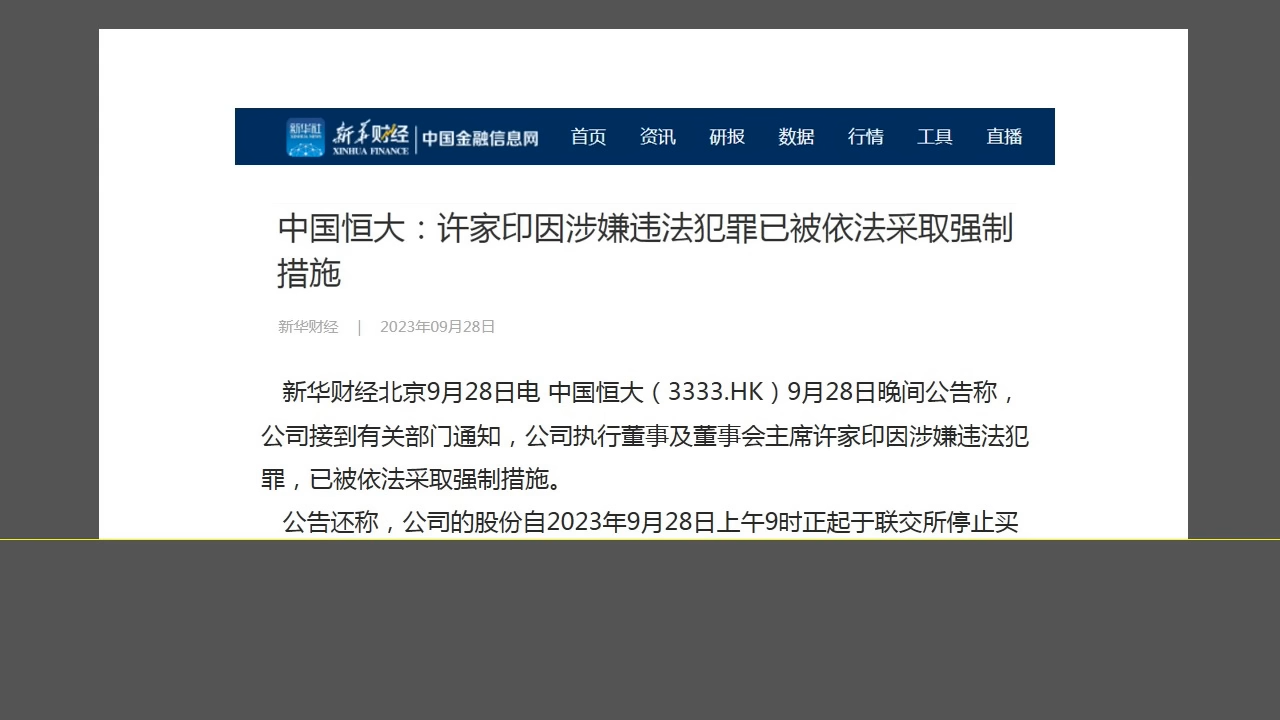 新华社 新华财经 中国金融信息网 首页 资讯 研报 数据 行情 工具 直播
XINHUA NEWS XINHUA FINANCE
中国恒大：许家印因涉嫌违法犯罪已被依法采取强制
措施
新华财经 | 2023年09月28日
新华财经北京9月28日电 中国恒大（3333.HK）9月28日晚间公告称，
公司接到有关部门通知，公司执行董事及董事会主席许家印因涉嫌违法犯
罪，已被依法采取强制措施。
公告还称，公司的股份自2023年9月28日上午9时正起于联交所停止买